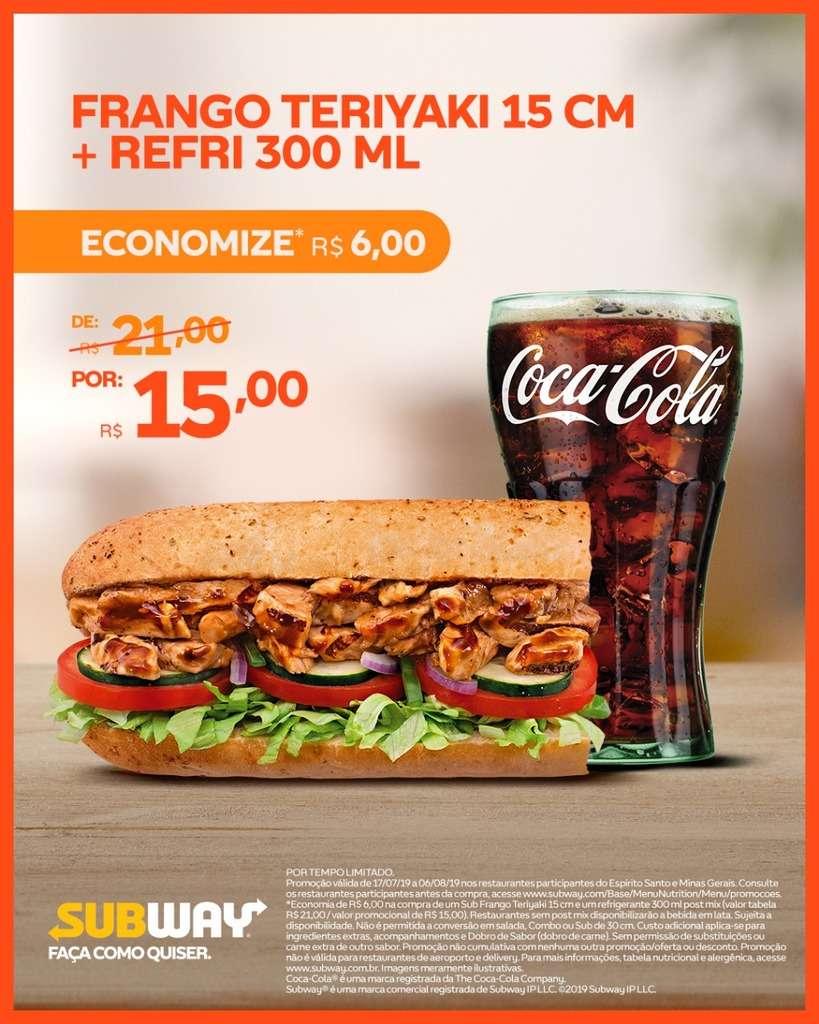 FRANGO TERIYAKI 15 CM
+ REFRI 300 ML
ECONOMIZE* R$ 6,00
DE:
R$ 21,00
POR:
R$ 15,00
Coca-Cola
SUBWAY
FAÇA COMO QUISER.
POR TEMPO LIMITADO.
Promoção válida de 17/07/19 a 06/08/19 nos restaurantes participantes do Espirito Santo e Minas Gerais. Consulte
os restaurantes participantes antes da compra, acesse www.subway.com/Base/MenuNutrition/Menu/promocoes.
*Economia de R$ 6,00 na compra de um Sub Frango Teriyaki 15 cm e um refrigerante 300 ml post mix (valor tabela
R$ 21,00 / valor promocional de R$ 15,00). Restaurantes sem post mix disponibilizarão a bebida em lata. Sujeita a
disponibilidade. Não é permitida a conversão em salada, Combo ou Sub de 30 cm. Custo adicional aplica-se para
ingredientes extras, acompanhamentos e Dobro de Sabor (dobro de carne). Sem permissão de substituições ou
carne extra de outro sabor. Promoção não cumulativa com nenhuma outra promoção/oferta ou desconto. Promoção
não é válida para restaurantes de aeroporto e delivery. Para mais informações, tabela nutricional e alergênica, acesse
www.subway.com.br. Imagens meramente ilustrativas.
Coca-Cola® é uma marca registrada da The Coca-Cola Company.
Subway® é uma marca comercial registrada de Subway IP LLC. ©2019 Subway IP LLC.